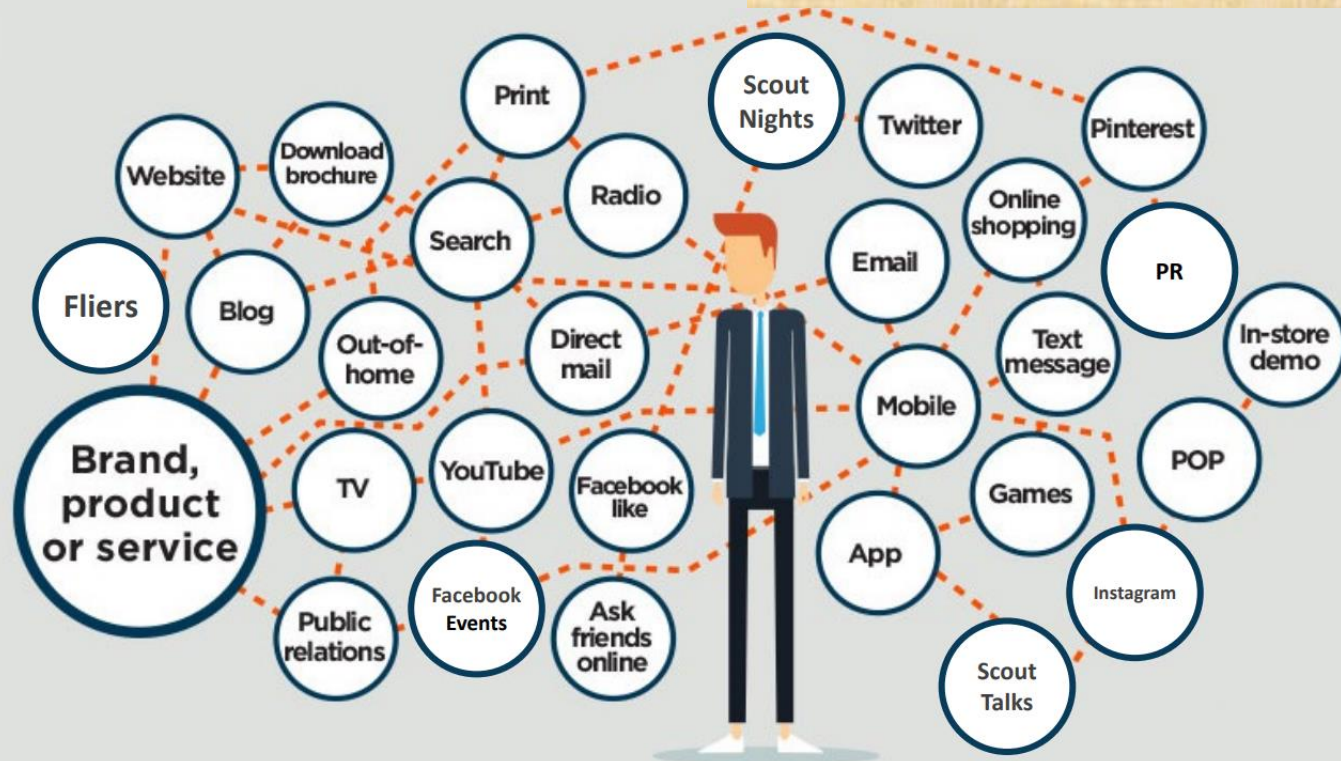 Print
Scout
Nights
Twitter
Pinterest
Website
Download
brochure
Search
Radio
Online
shopping
Fliers
Blog
Email
PR
Out-of-
home
Direct
mail
Text
message
In-store
demo
Brand,
product
or service
TV
YouTube
Facebook
like
Mobile
Games
POP
App
Public
relations
Facebook
Events
Ask
friends
online
Instagram
Scout
Talks